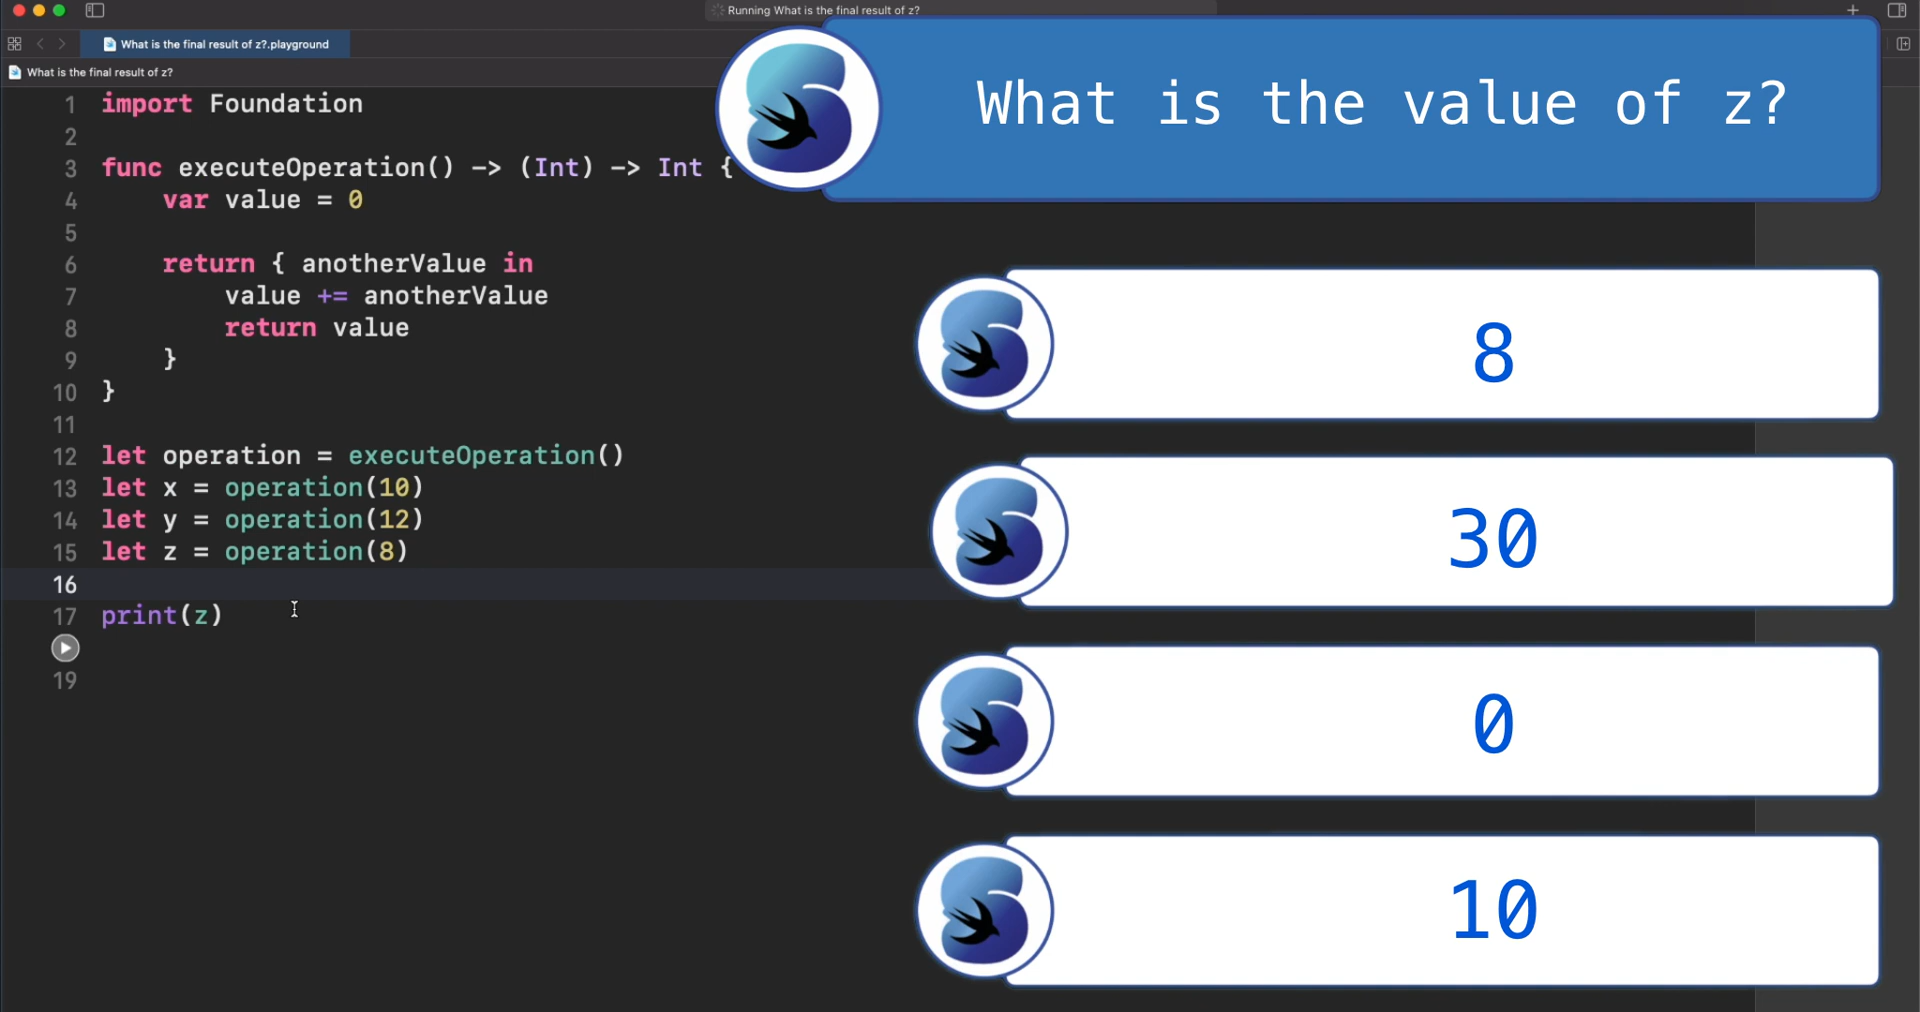 Running What is the final result of z?
What is the final result of z?.playground
What is the final result of z?
What is the value of z?
1 import Foundation
2
3 func executeOperation() -> (Int) -> Int {
4 var value = 0
5
6 return { anotherValue in
7 value += anotherValue
8 return value
9 }
10 }
11
12 let operation = executeOperation()
13 let x = operation(10)
14 let y = operation(12)
15 let z = operation(8)
16
17 print(z)
19
8
30
0
10